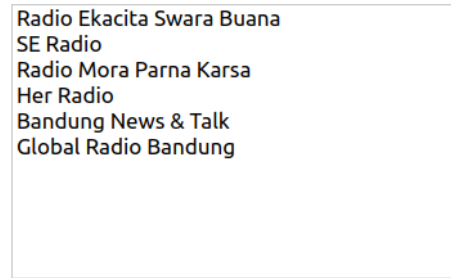 Radio Ekacita Swara Buana
SE Radio
Radio Mora Parna Karsa
Her Radio
Bandung News & Talk
Global Radio Bandung